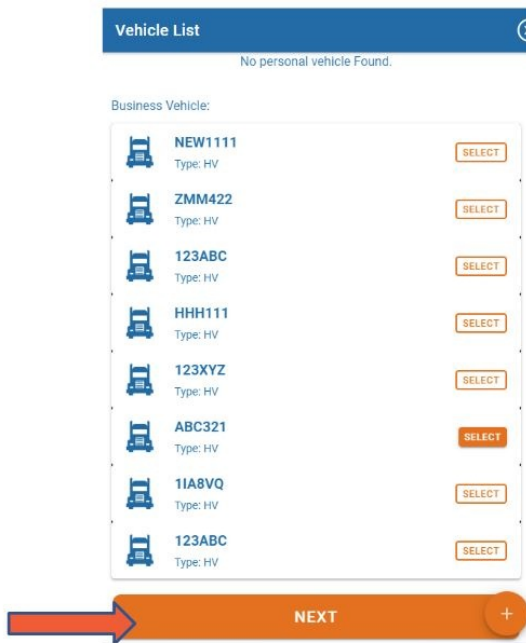 Vehicle List
No personal vehicle Found.
Business Vehicle:
NEW1111
SELECT
Type: HV
ZMM422
SELECT
Type: HV
123ABC
SELECT
Type: HV
HHH111
SELECT
Type: HV
123XYZ
SELECT
Type: HV
ABC321
SELECT
Type: HV
1IA8VQ
SELECT
Type: HV
123ABC
SELECT
Type: HV
NEXT
+